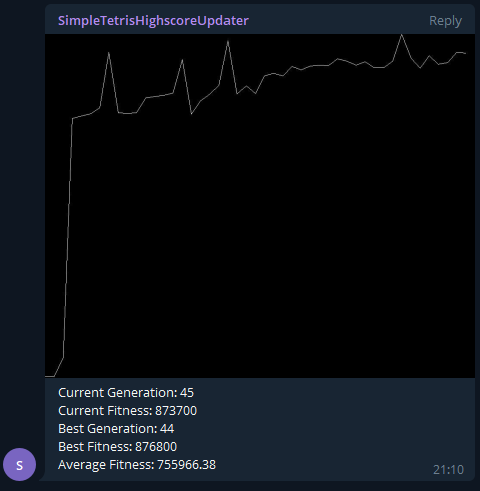 SimpleTetrisHighscoreUpdater Reply
Current Generation: 45
Current Fitness: 873700
Best Generation: 44
Best Fitness: 876800
Average Fitness: 755966.38
S
21:10